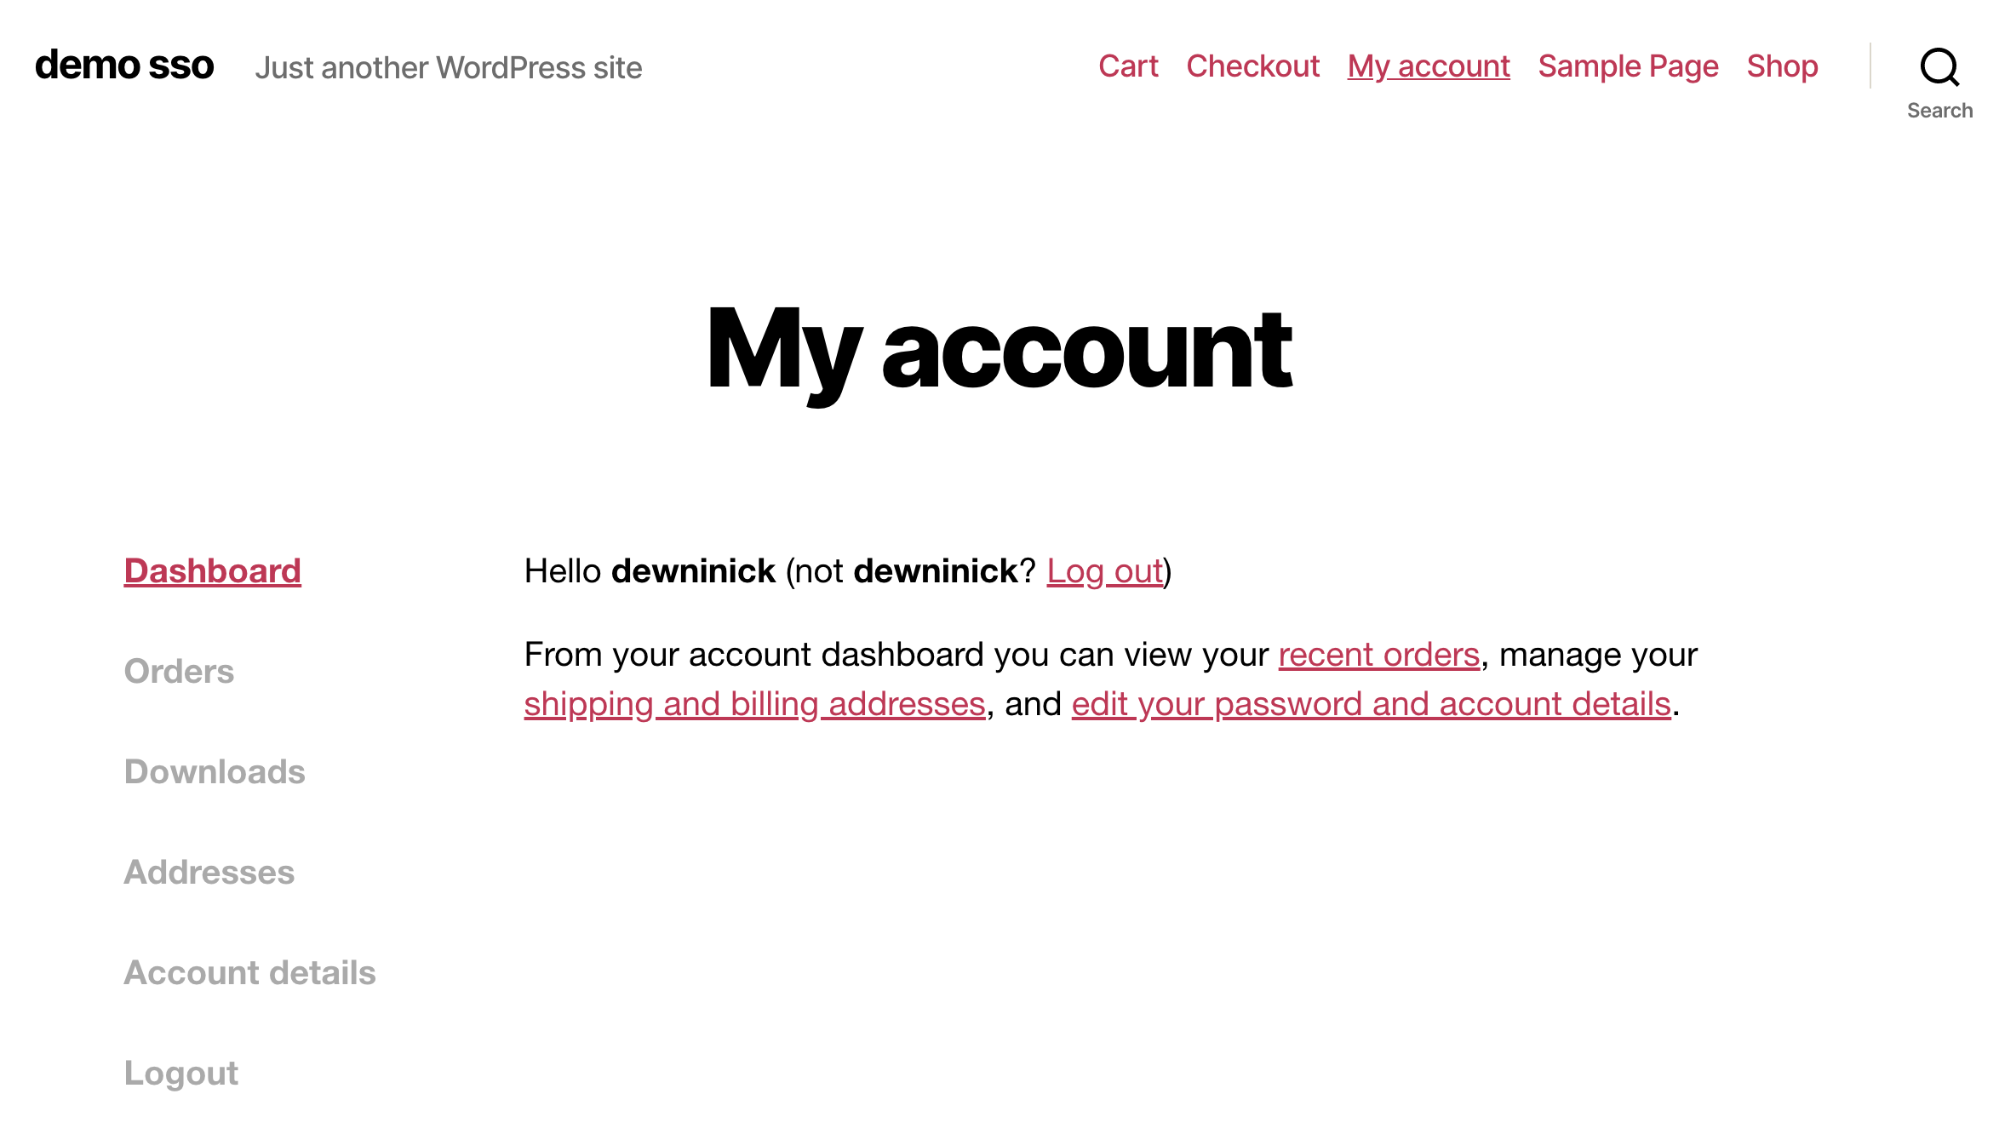 demo sso
Just another WordPress site
Cart
Checkout
My account
Sample Page
Shop
Search
My account
Dashboard
Orders
Downloads
Addresses
Account details
Logout
Hello dewninick (not dewninick? Log out)
From your account dashboard you can view your recent orders, manage your
shipping and billing addresses, and edit your password and account details.